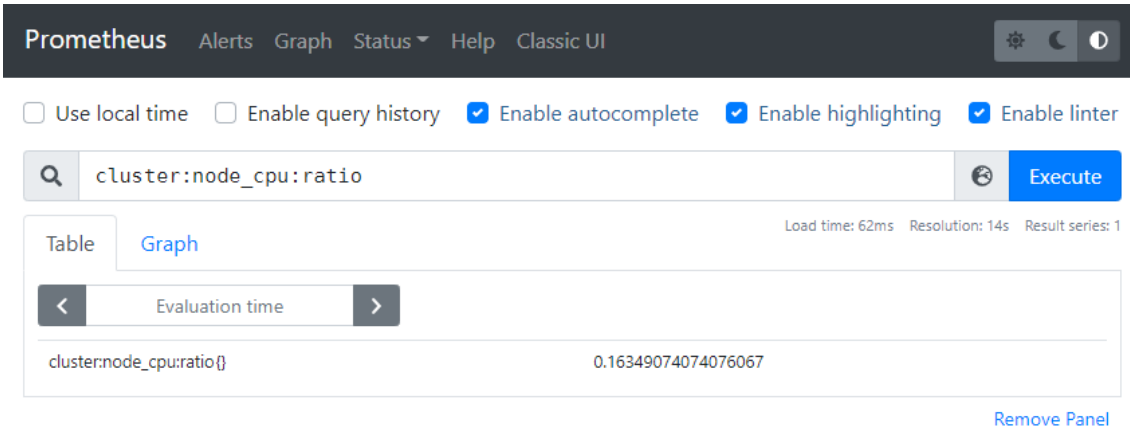 Prometheus Alerts Graph Status Help Classic UI
Use local time Enable query history Enable autocomplete Enable highlighting Enable linter
cluster:node_cpu:ratio Execute
Table Graph Load time: 62ms Resolution: 14s Result series: 1
Evaluation time
cluster:node_cpu:ratio{} 0.16349074074076067
Remove Panel